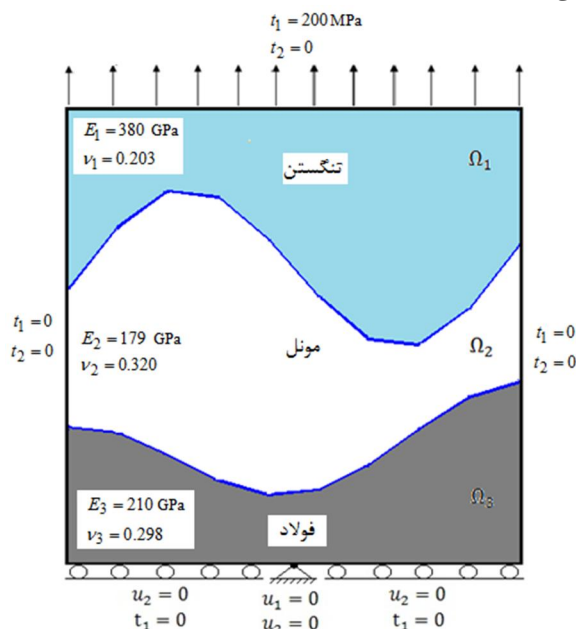 t₁ = 200 MPa
t₂ = 0
E₁ = 380 GPa
ν₁ = 0.203
تنگستن
Ω₁
t₁ = 0
t₂ = 0
E₂ = 179 GPa
ν₂ = 0.320
مونل
Ω₂
t₁ = 0
t₂ = 0
E₃ = 210 GPa
ν₃ = 0.298
فولاد
Ω₃
u₂ = 0
t₁ = 0
u₁ = 0
u₂ = 0
u₂ = 0
t₁ = 0